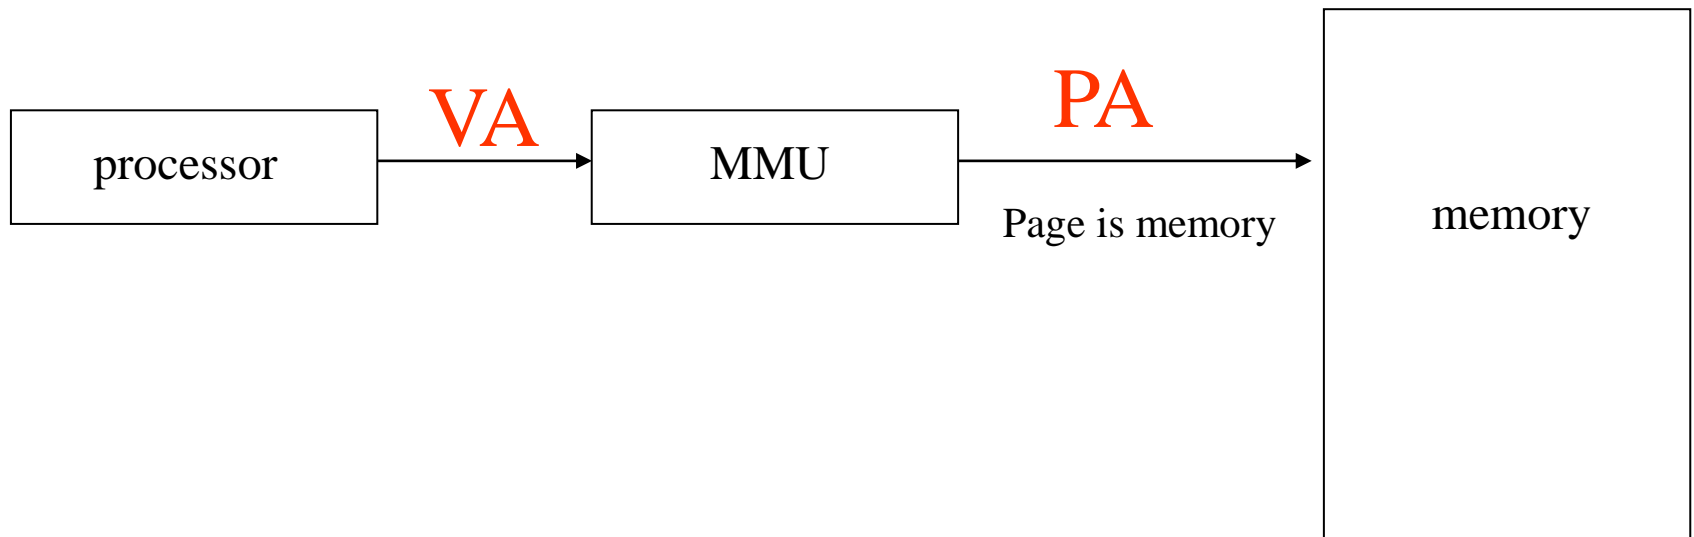 processor
VA
MMU
PA
Page is memory
memory